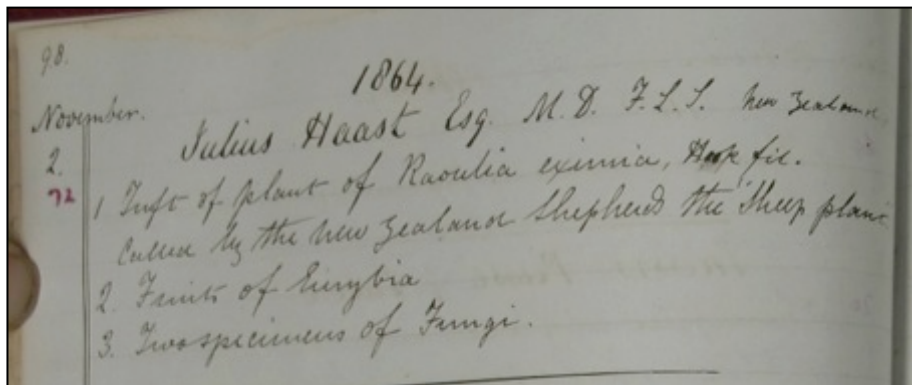 98.
1864.
November.
2. Julius Haast Esq. M.D. F.L.S. New Zealand
72
1 Tuft of plant of Raoulia eximia, Hook fil.
Called by the New Zealand Shepherds the Sheep plant
2. Fruits of Eurybia
3. Two specimens of Fungi.